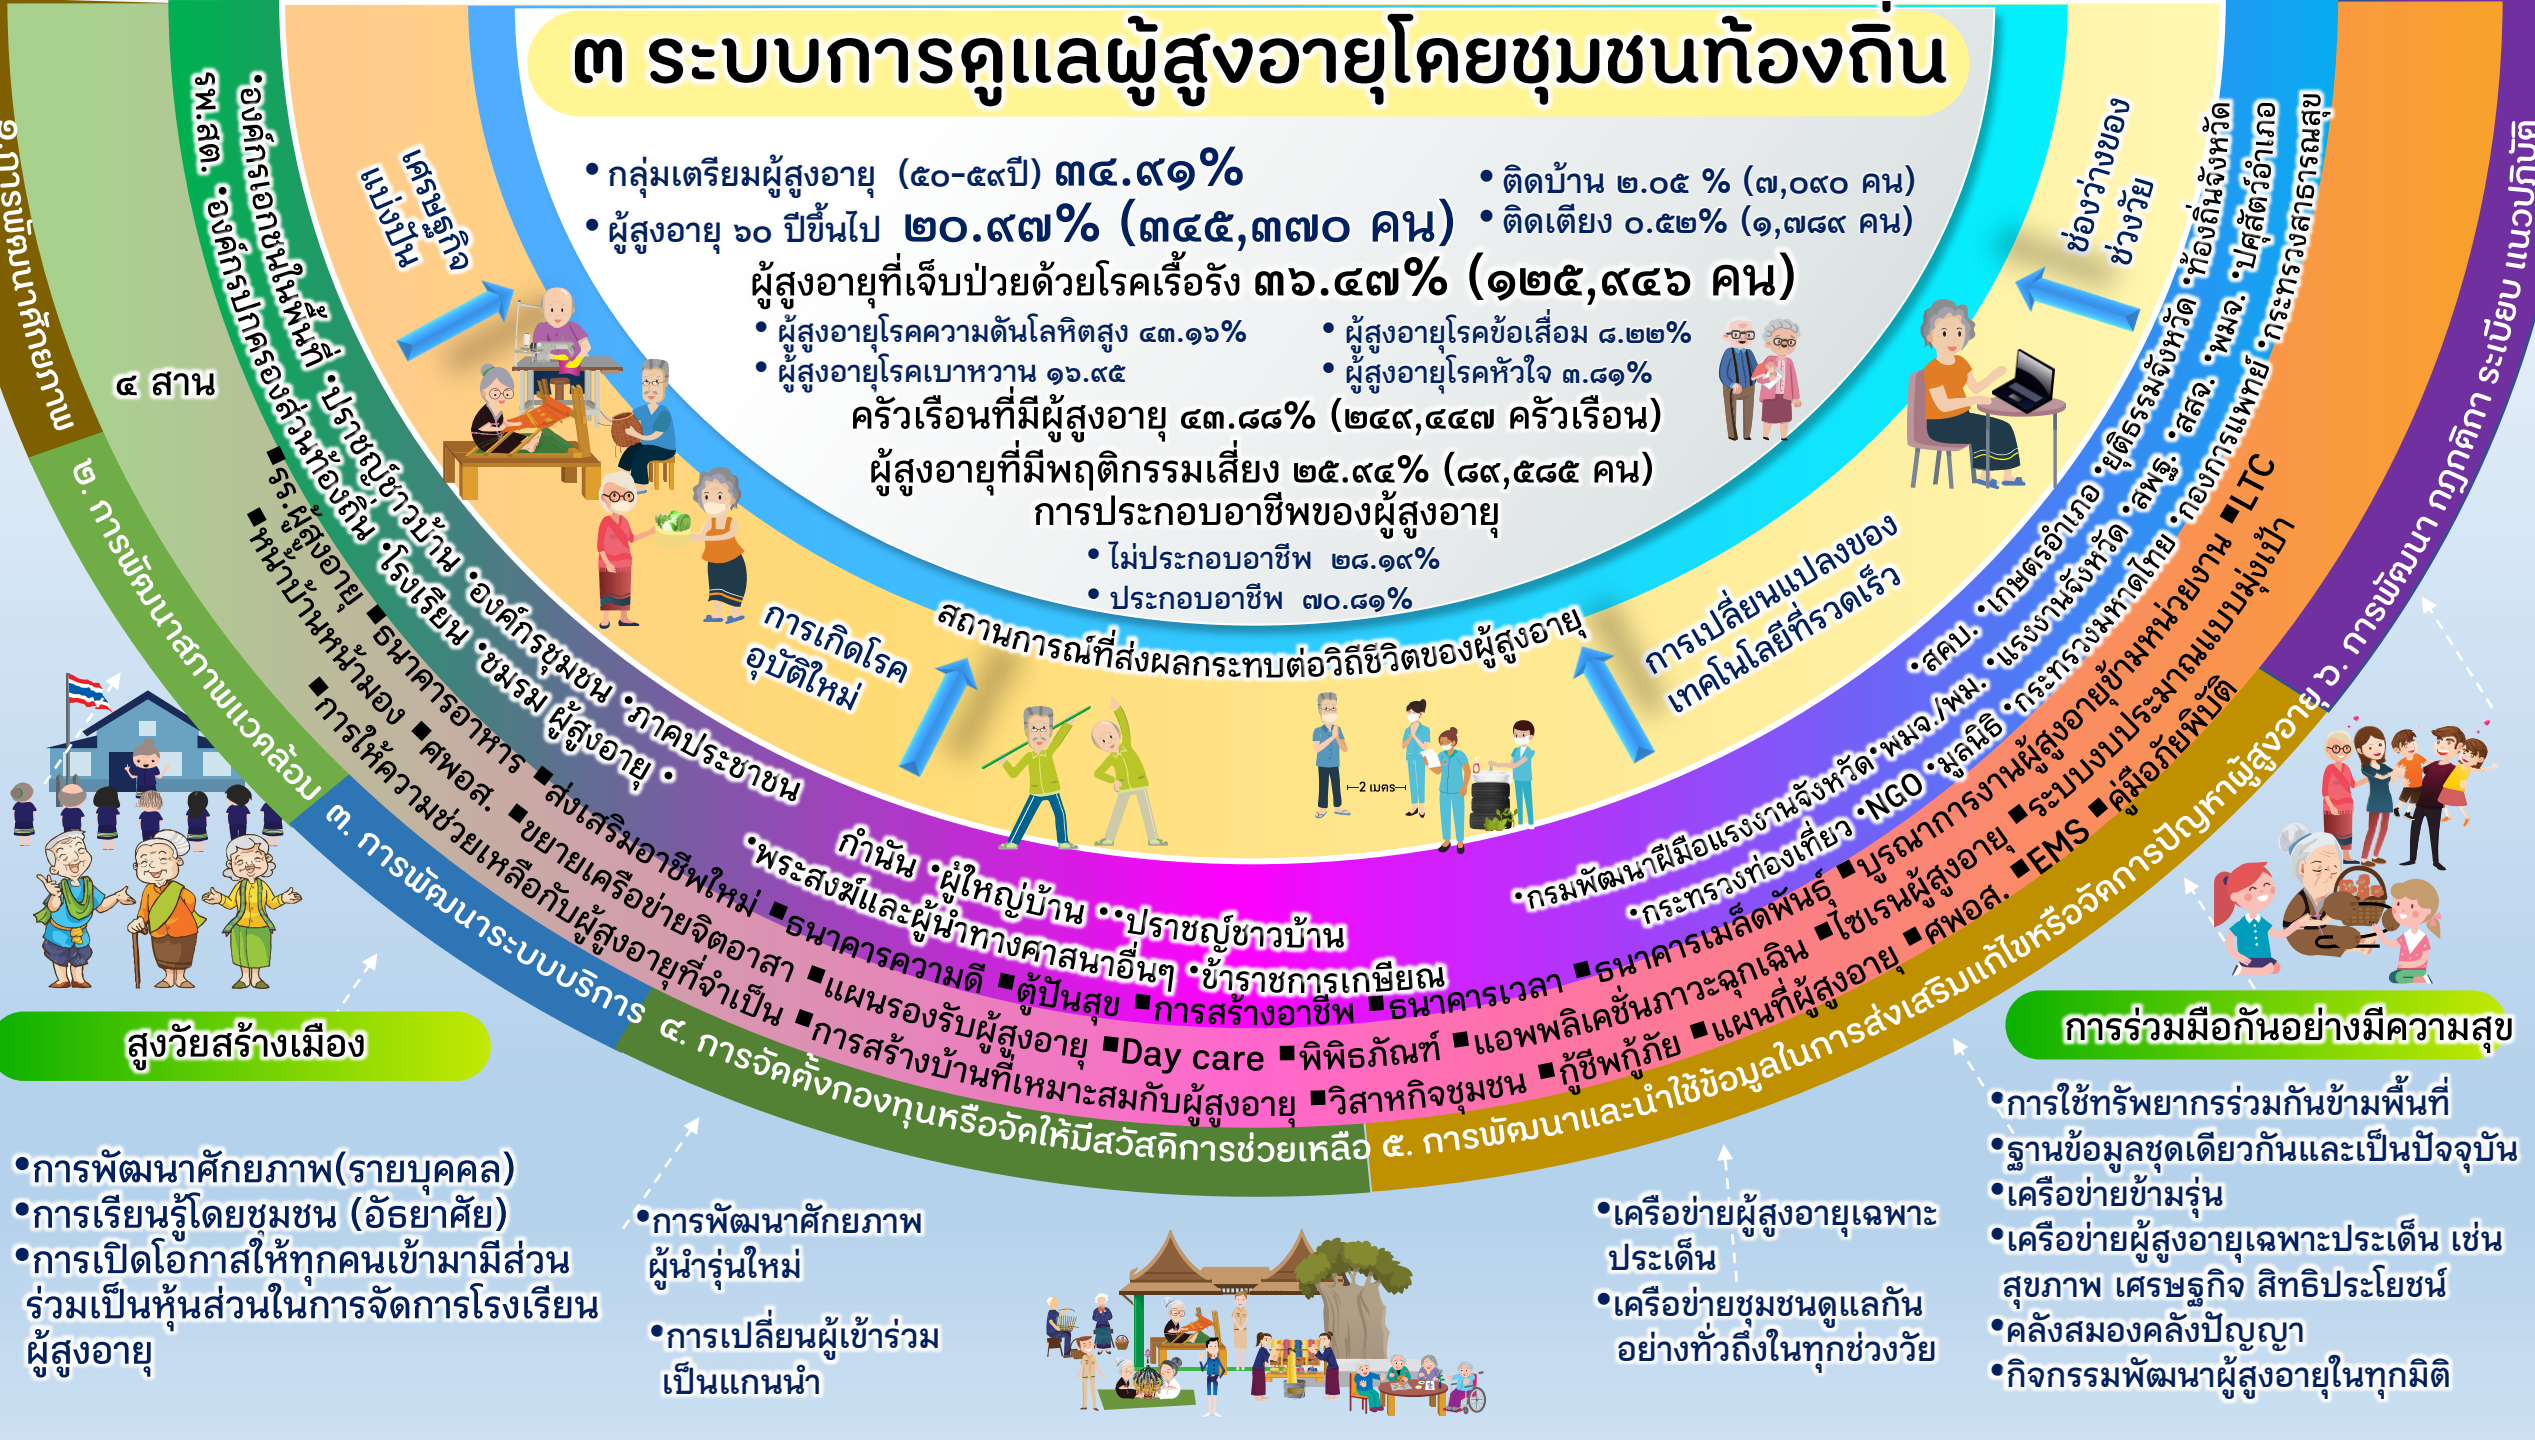 ๓ ระบบการดูแลผู้สูงอายุโดยชุมชนท้องถิ่น
•กลุ่มเตรียมผู้สูงอายุ (๕๐-๕๙ปี) ๓๔.๙๑%
•ผู้สูงอายุ ๖๐ ปีขึ้นไป ๒๐.๙๗% (๓๔๕,๓๗๐ คน)
•ติดบ้าน ๒.๐๕ % (๗,๐๙๐ คน)
•ติดเตียง ๐.๕๒% (๑,๗๘๙ คน)
ผู้สูงอายุที่เจ็บป่วยด้วยโรคเรื้อรัง ๓๖.๔๗% (๑๒๕,๙๔๖ คน)
•ผู้สูงอายุโรคความดันโลหิตสูง ๔๓.๑๖%
•ผู้สูงอายุโรคเบาหวาน ๑๖.๙๕
•ผู้สูงอายุโรคข้อเสื่อม ๘.๒๒%
•ผู้สูงอายุโรคหัวใจ ๓.๘๑%
ครัวเรือนที่มีผู้สูงอายุ ๔๓.๘๘% (๒๔๙,๔๔๗ ครัวเรือน)
ผู้สูงอายุที่มีพฤติกรรมเสี่ยง ๒๕.๙๔% (๘๙,๕๘๕ คน)
การประกอบอาชีพของผู้สูงอายุ
•ไม่ประกอบอาชีพ ๒๘.๑๙%
•ประกอบอาชีพ ๗๐.๘๑%
สถานการณ์ที่ส่งผลกระทบต่อวิถีชีวิตของผู้สูงอายุ
เศรษฐกิจ
แบ่งปัน
การเกิดโรค
อุบัติใหม่
การเปลี่ยนแปลงของ
เทคโนโลยีที่รวดเร็ว
ช่องว่างของ
ช่วงวัย
2 เมตร
•องค์กรเอกชนในพื้นที่ •ปราชญ์ชาวบ้าน •องค์กรชุมชน •ภาคประชาชน
รพ.สต. •องค์กรปกครองส่วนท้องถิ่น •โรงเรียน •ชมรม ผู้สูงอายุ •
กำนัน •ผู้ใหญ่บ้าน ••ปราชญ์ชาวบ้าน
•พระสงฆ์และผู้นำทางศาสนาอื่นๆ •ข้าราชการเกษียณ
•สคบ. •เกษตรอำเภอ •ยุติธรรมจังหวัด •ท้องถิ่นจังหวัด
•กรมพัฒนาฝีมือแรงงานจังหวัด•พมจ./พม. •แรงงานจังหวัด •สพฐ. •สสจ. •พมจ. •ปศุสัตว์อำเภอ
•กระทรวงท่องเที่ยว •NGO •มูลนิธิ •กระทรวงมหาดไทย •กองการแพทย์ •กระทรวงสาธารณสุข
๔ สาน
▪รร.ผู้สูงอายุ ▪ธนาคารอาหาร ▪ส่งเสริมอาชีพใหม่ ▪ธนาคารความดี ▪ตู้ปันสุข ▪การสร้างอาชีพ ▪ธนาคารเวลา ▪ธนาคารเมล็ดพันธุ์ ▪บูรณาการงานผู้สูงอายุข้ามหน่วยงาน ▪LTC
▪หน้าบ้านหน้ามอง ▪ศพอส. ▪ขยายเครือข่ายจิตอาสา ▪แผนรองรับผู้สูงอายุ ▪Day care ▪พิพิธภัณฑ์ ▪แอพพลิเคชั่นภาวะฉุกเฉิน ▪ไซเรนผู้สูงอายุ ▪ระบบงบประมาณแบบมุ่งเป้า
▪การให้ความช่วยเหลือกับผู้สูงอายุที่จำเป็น ▪การสร้างบ้านที่เหมาะสมกับผู้สูงอายุ ▪วิสาหกิจชุมชน ▪กู้ชีพกู้ภัย ▪แผนที่ผู้สูงอายุ ▪ศพอส. ▪EMS ▪คู่มือภัยพิบัติ
๑.การพัฒนาศักยภาพ
๒. การพัฒนาสภาพแวดล้อม
๓. การพัฒนาระบบบริการ
๔. การจัดตั้งกองทุนหรือจัดให้มีสวัสดิการช่วยเหลือ
๕. การพัฒนาและนำใช้ข้อมูลในการส่งเสริมแก้ไขหรือจัดการปัญหาผู้สูงอายุ
๖. การพัฒนา กฎกติกา ระเบียบ แนวปฏิบัติ
สูงวัยสร้างเมือง
•การพัฒนาศักยภาพ(รายบุคคล)
•การเรียนรู้โดยชุมชน (อัธยาศัย)
•การเปิดโอกาสให้ทุกคนเข้ามามีส่วน
ร่วมเป็นหุ้นส่วนในการจัดการโรงเรียน
ผู้สูงอายุ
•การพัฒนาศักยภาพ
ผู้นำรุ่นใหม่
•การเปลี่ยนผู้เข้าร่วม
เป็นแกนนำ
•เครือข่ายผู้สูงอายุเฉพาะ
ประเด็น
•เครือข่ายชุมชนดูแลกัน
อย่างทั่วถึงในทุกช่วงวัย
การร่วมมือกันอย่างมีความสุข
•การใช้ทรัพยากรร่วมกันข้ามพื้นที่
•ฐานข้อมูลชุดเดียวกันและเป็นปัจจุบัน
•เครือข่ายข้ามรุ่น
•เครือข่ายผู้สูงอายุเฉพาะประเด็น เช่น
สุขภาพ เศรษฐกิจ สิทธิประโยชน์
•คลังสมองคลังปัญญา
•กิจกรรมพัฒนาผู้สูงอายุในทุกมิติ